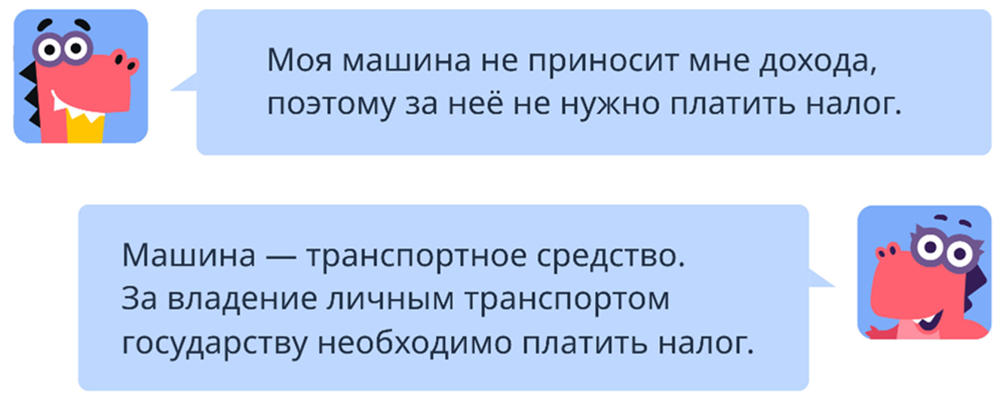 Моя машина не приносит мне дохода,
поэтому за неё не нужно платить налог.
Машина — транспортное средство.
За владение личным транспортом
государству необходимо платить налог.